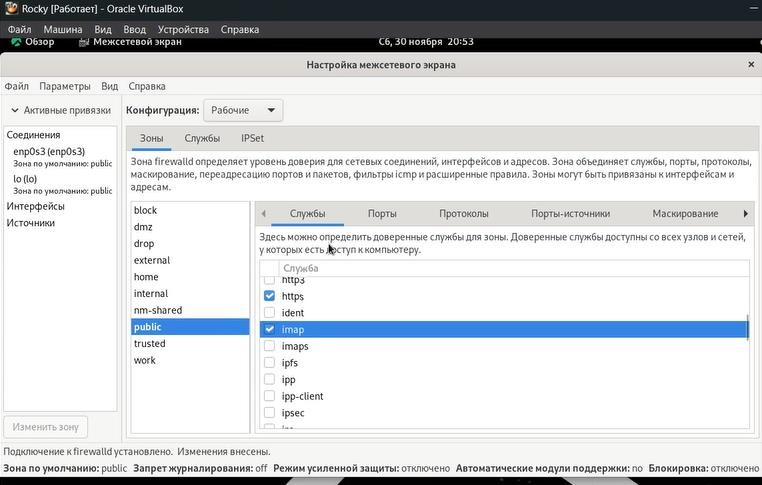 Rocky [Работает] - Oracle VirtualBox
Файл Машина Вид Ввод Устройства Справка
Обзор Межсетевой экран Сб, 30 ноября 20:53
Настройка межсетевого экрана
Файл Параметры Вид Справка
Активные привязки
Конфигурация: Рабочие
Соединения
enp0s3 (enp0s3)
Зона по умолчанию: public
lo (lo)
Зона по умолчанию: public
Интерфейсы
Источники
Изменить зону
Зоны Службы IPSet
Зона firewalld определяет уровень доверия для сетевых соединений, интерфейсов и адресов. Зона объединяет службы, порты, протоколы,
маскирование, переадресацию портов и пакетов, фильтры icmp и расширенные правила. Зоны могут быть привязаны к интерфейсам и
адресам.
block
dmz
drop
external
home
internal
nm-shared
public
trusted
work
Службы Порты Протоколы Порты-источники Маскирование
Здесь можно определить доверенные службы для зоны. Доверенные службы доступны со всех узлов и сетей,
у которых есть доступ к компьютеру.
Служба
http3
https
ident
imap
imaps
ipfs
ipp
ipp-client
ipsec
Подключение к firewalld установлено. Изменения внесены.
Зона по умолчанию: public Запрет журналирования: off Режим усиленной защиты: отключено Автоматические модули поддержки: no Блокировка: отключено